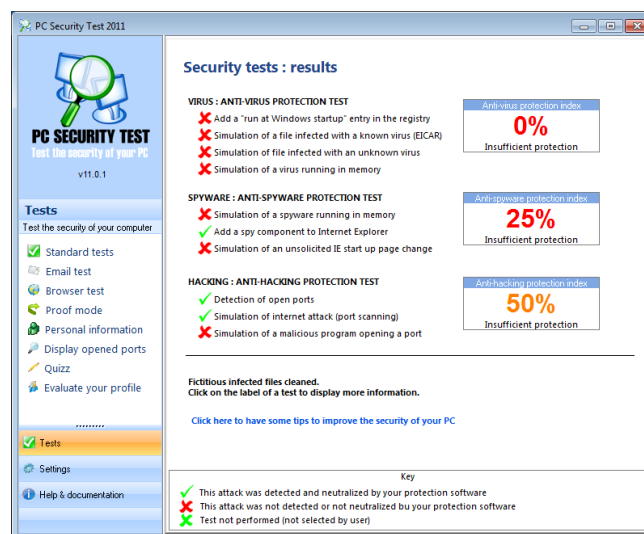 PC Security Test 2011
PC SECURITY TEST
Test the security of your PC
v11.0.1
Tests
Test the security of your computer
Standard tests
Email test
Browser test
Proof mode
Personal information
Display opened ports
Quizz
Evaluate your profile
Tests
Settings
Help & documentation
Security tests : results
VIRUS : ANTI-VIRUS PROTECTION TEST
Add a "run at Windows startup" entry in the registry
Simulation of a file infected with a known virus (EICAR)
Simulation of file infected with an unknown virus
Simulation of a virus running in memory
Anti-virus protection index
0%
Insufficient protection
SPYWARE : ANTI-SPYWARE PROTECTION TEST
Simulation of a spyware running in memory
Add a spy component to Internet Explorer
Simulation of an unsolicited IE start up page change
Anti-spyware protection index
25%
Insufficient protection
HACKING : ANTI-HACKING PROTECTION TEST
Detection of open ports
Simulation of internet attack (port scanning)
Simulation of a malicious program opening a port
Anti-hacking protection index
50%
Insufficient protection
Fictitious infected files cleaned.
Click on the label of a test to display more information.
Click here to have some tips to improve the security of your PC
Key
This attack was detected and neutralized by your protection software
This attack was not detected or not neutralized bu your protection software
Test not performed (not selected by user)